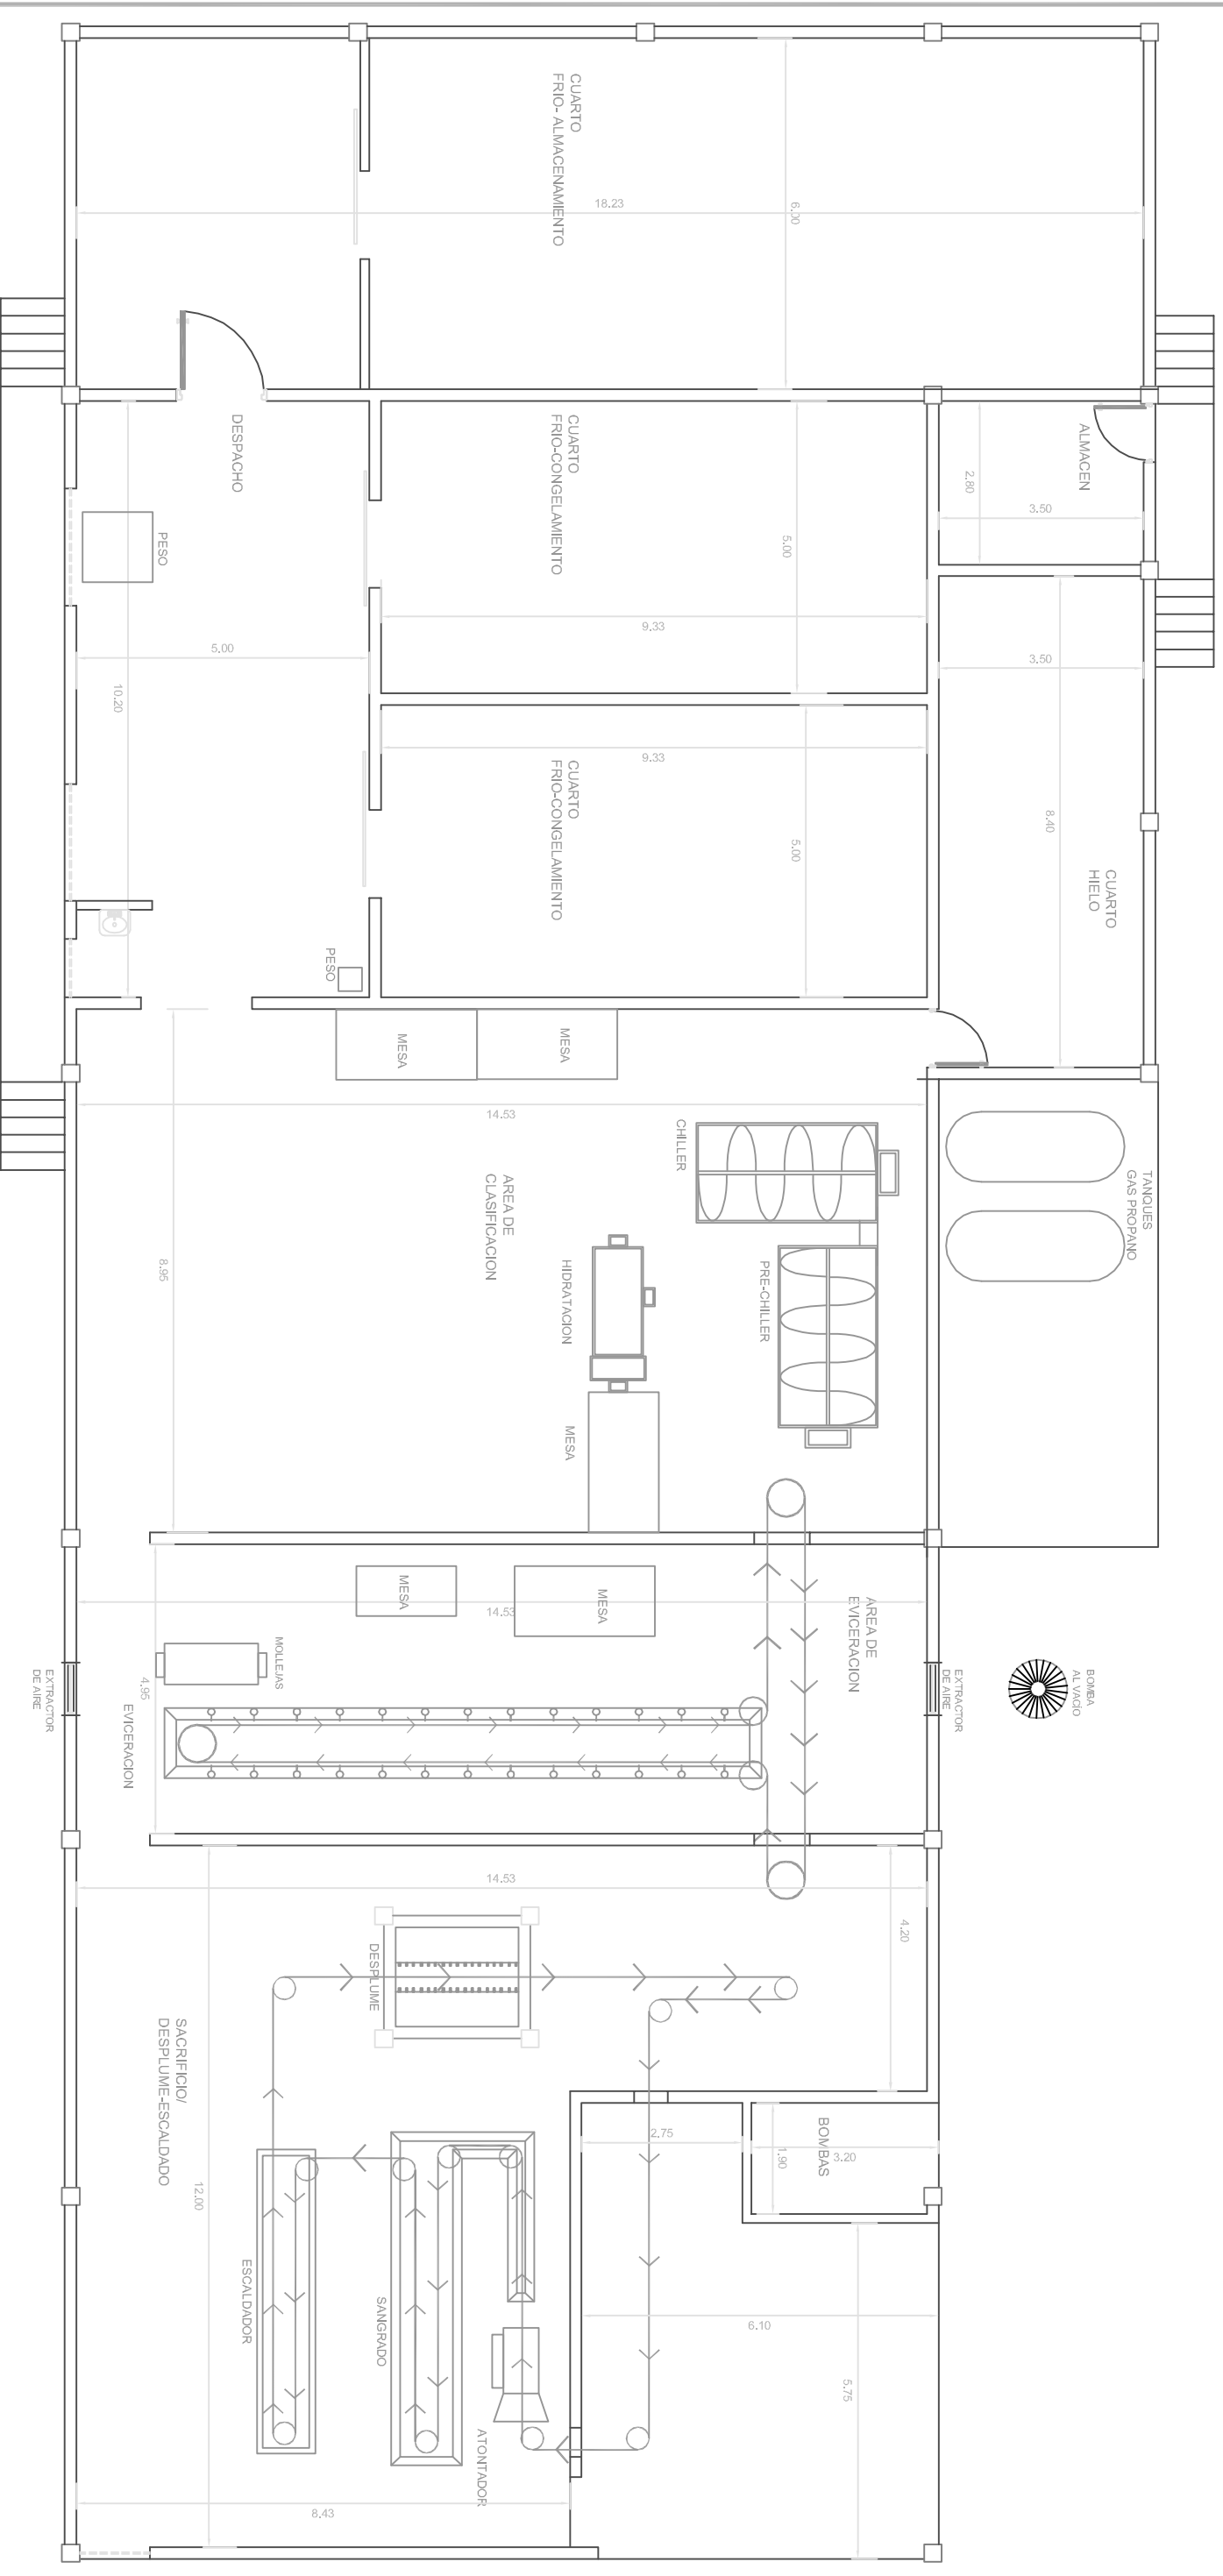 CUARTO
FRIO- ALMACENAMIENTO
18.23
6.00
DESPACHO
CUARTO
FRIO-CONGELAMIENTO
ALMACEN
2.80
3.50
PESO
5.00
9.33
5.00
3.50
10.20
9.33
CUARTO
FRIO-CONGELAMIENTO
5.00
8.40
CUARTO
HIELO
PESO
MESA
MESA
14.53
CHILLER
TANQUES
GAS PROPANO
AREA DE
CLASIFICACION
8.95
HIDRATACION
PRE-CHILLER
MESA
MESA
MESA
14.53
AREA DE
EVICERACION
MOLLEJAS
4.95
EXTRACTOR
DE AIRE
EVICERACION
EXTRACTOR
DE AIRE
BOMBA
AL VACIO
14.53
4.20
DESPLUME
SACRIFICIO/
DESPLUME-ESCALDADO
2.75
BOMBAS
3.20
1.90
12.00
ESCALDADOR
SANGRADO
6.10
5.75
ATONTADOR
8.43